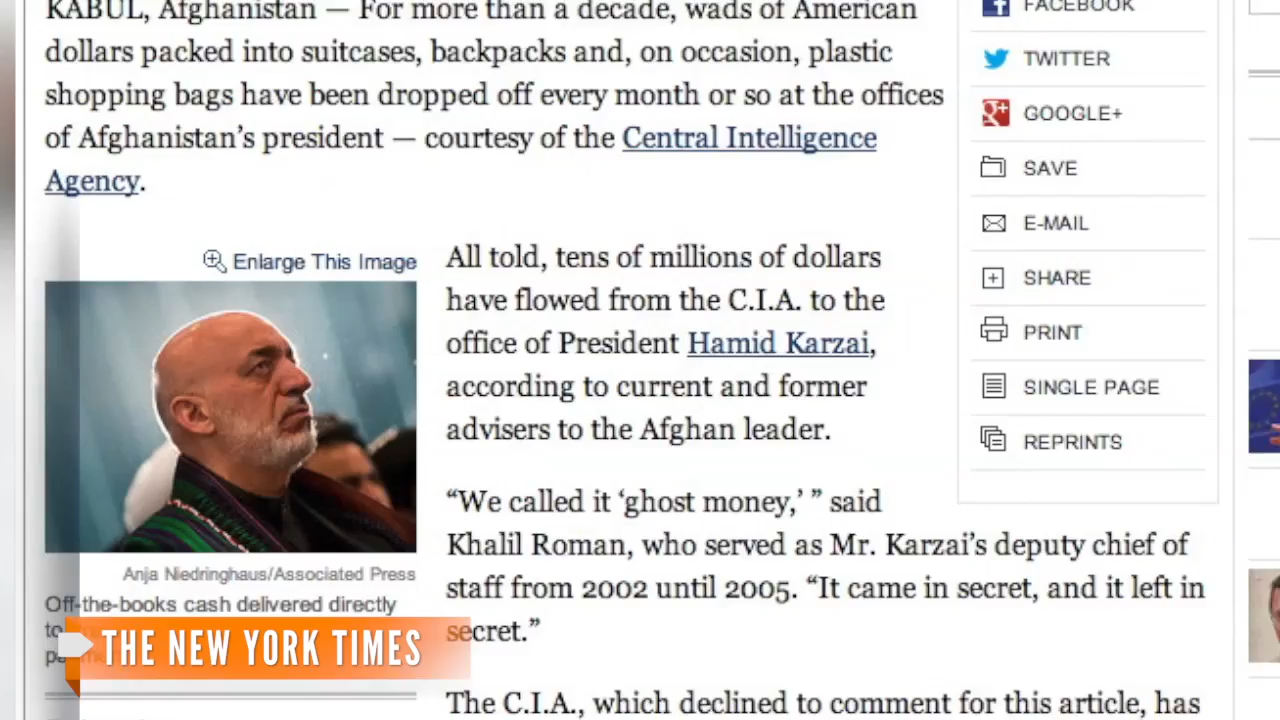 KABUL, Afghanistan — For more than a decade, wads of American
dollars packed into suitcases, backpacks and, on occasion, plastic
shopping bags have been dropped off every month or so at the offices
of Afghanistan's president — courtesy of the Central Intelligence
Agency.
Enlarge This Image
Anja Niedringhaus/Associated Press
Off-the-books cash delivered directly
All told, tens of millions of dollars
have flowed from the C.I.A. to the
office of President Hamid Karzai,
according to current and former
advisers to the Afghan leader.
“We called it ‘ghost money,’ ” said
Khalil Roman, who served as Mr. Karzai’s deputy chief of
staff from 2002 until 2005. “It came in secret, and it left in
secret.”
The C.I.A., which declined to comment for this article, has
FACEBOOK
TWITTER
GOOGLE+
SAVE
E-MAIL
SHARE
PRINT
SINGLE PAGE
REPRINTS
THE NEW YORK TIMES